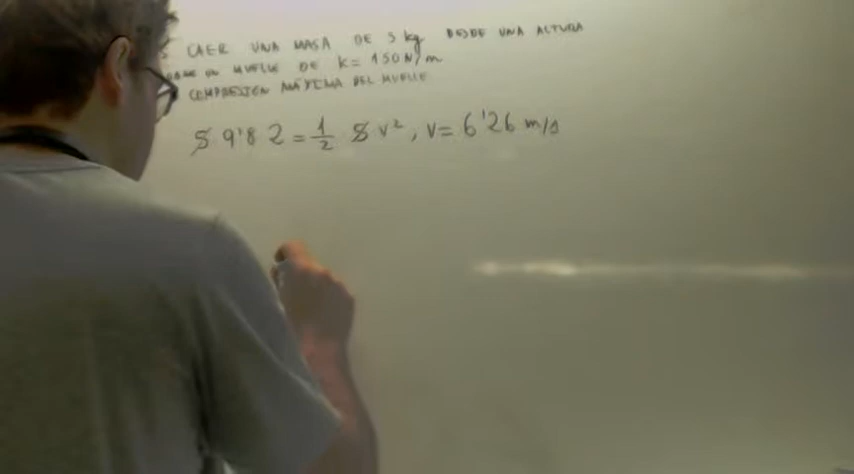 CAER UNA MASA DE 5 kg DESDE UNA ALTURA
UN MUELLE DE k = 150 N/m
COMPRESIÓN MÁXIMA DEL MUELLE
5 9'8 2 = 1/2 5 v², v = 6'26 m/s